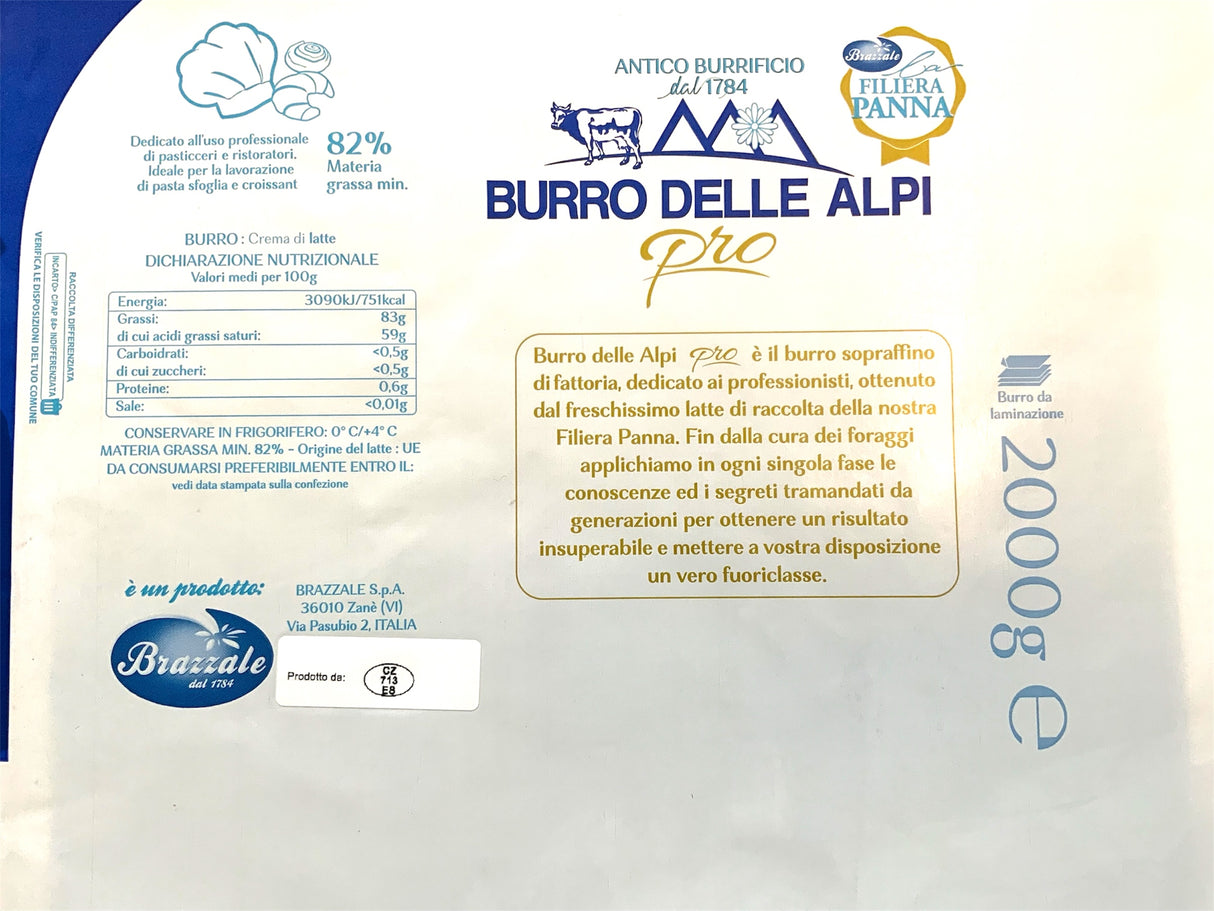 Dedicato all'uso professionale
di pasticceri e ristoratori.
Ideale per la lavorazione
di pasta sfoglia e croissant
82%
Materia
grassa min.
BURRO : Crema di latte
DICHIARAZIONE NUTRIZIONALE
Valori medi per 100g
Energia: 3090kJ/751kcal
Grassi: 83g
di cui acidi grassi saturi: 59g
Carboidrati: <0,5g
di cui zuccheri: <0,5g
Proteine: 0,6g
Sale: <0,01g
CONSERVARE IN FRIGORIFERO: 0° C/+4° C
MATERIA GRASSA MIN. 82% - Origine del latte : UE
DA CONSUMARSI PREFERIBILMENTE ENTRO IL:
vedi data stampata sulla confezione
RACCOLTA DIFFERENZIATA
INCARTO> C/PAP 84> INDIFFERENZIATA
VERIFICA LE DISPOSIZIONI DEL TUO COMUNE
è un prodotto:
Brazzale
dal 1784
BRAZZALE S.p.A.
36010 Zanè (VI)
Via Pasubio 2, ITALIA
Prodotto da:
CZ
713
ES
ANTICO BURRIFICIO
dal 1784
BURRO DELLE ALPI
pro
Brazzale
la
FILIERA
PANNA
Burro delle Alpi pro è il burro sopraffino
di fattoria, dedicato ai professionisti, ottenuto
dal freschissimo latte di raccolta della nostra
Filiera Panna. Fin dalla cura dei foraggi
applichiamo in ogni singola fase le
conoscenze ed i segreti tramandati da
generazioni per ottenere un risultato
insuperabile e mettere a vostra disposizione
un vero fuoriclasse.
Burro da
laminazione
2000g e